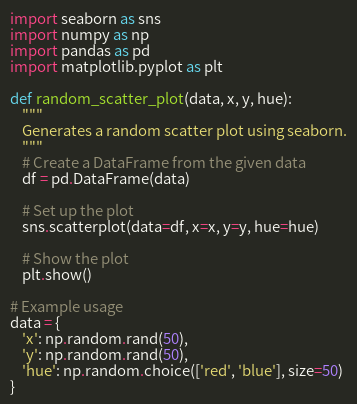 import seaborn as sns
import numpy as np
import pandas as pd
import matplotlib.pyplot as plt

def random_scatter_plot(data, x, y, hue):
    """
    Generates a random scatter plot using seaborn.
    """
    # Create a DataFrame from the given data
    df = pd.DataFrame(data)

    # Set up the plot
    sns.scatterplot(data=df, x=x, y=y, hue=hue)

    # Show the plot
    plt.show()

# Example usage
data = {
    'x': np.random.rand(50),
    'y': np.random.rand(50),
    'hue': np.random.choice(['red', 'blue'], size=50)
}